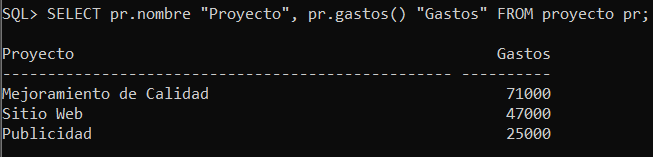 SQL> SELECT pr.nombre "Proyecto", pr.gastos() "Gastos" FROM proyecto pr;
Proyecto                                               Gastos
-------------------------------------------------- ----------
Mejoramiento de Calidad                                 71000
Sitio Web                                               47000
Publicidad                                              25000